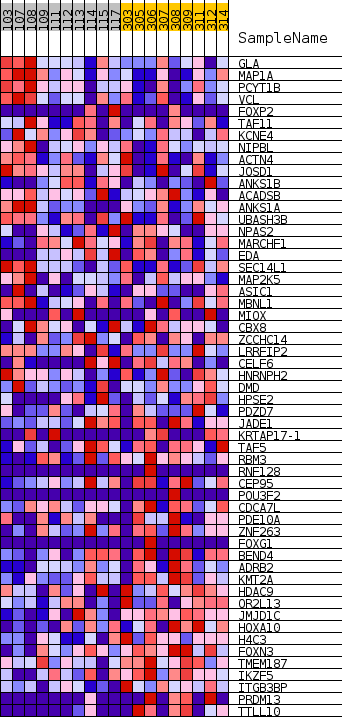 103 107 108 109 111 112 113 114 115 117 303 305 306 307 308 309 311 312 314
SampleName
GLA
MAP1A
PCYT1B
VCL
FOXP2
TAF11
KCNE4
NIPBL
ACTN4
JOSD1
ANKS1B
ACADSB
ANKS1A
UBASH3B
NPAS2
MARCHF1
EDA
SEC14L1
MAP2K5
ASIC1
MBNL1
MIOX
CBX8
ZCCHC14
LRRFIP2
CELF6
HNRNPH2
DMD
HPSE2
PDZD7
JADE1
KRTAP17-1
TAF5
RBM3
RNF128
CEP95
POU3F2
CDCA7L
PDE10A
ZNF263
FOXG1
BEND4
ADRB2
KMT2A
HDAC9
OR2L13
JMJD1C
HOXA10
H4C3
FOXN3
TMEM187
IKZF5
ITGB3BP
PRDM13
TTLL10